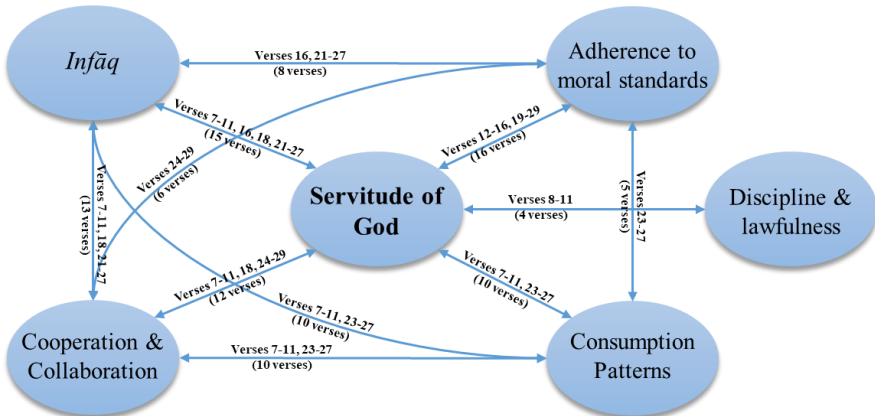 Infāq
Adherence to
moral standards
Verses 16, 21-27
(8 verses)
Verses 7-11, 16, 18, 21-27
(15 verses)
Verses 12-16, 19-29
(16 verses)
Verses 24-29
(6 verses)
Verses 7-11, 18, 21-27
(13 verses)
Servitude of
God
Verses 8-11
(4 verses)
Verses 23-27
(5 verses)
Discipline &
lawfulness
Verses 7-11, 18, 24-29
(12 verses)
Verses 7-11, 23-27
(10 verses)
Verses 7-11, 23-27
(10 verses)
Cooperation &
Collaboration
Verses 7-11, 23-27
(10 verses)
Consumption
Patterns